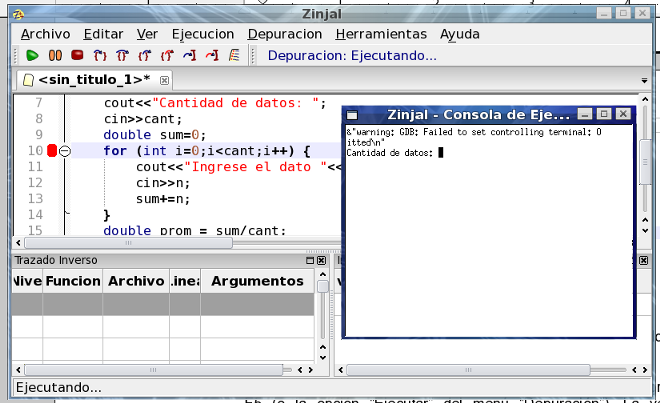 Zinjal
Archivo Editar Ver Ejecucion Depuracion Herramientas Ayuda
Depuracion: Ejecutando...
<sin_titulo_1>*
7 cout<<"Cantidad de datos: ";
8 cin>>cant;
9 double sum=0;
10 for (int i=0;i<cant;i++) {
11 cout<<"Ingrese el dato "<<
12 cin>>n;
13 sum+=n;
14 }
15 double prom = sum/cant;
Zinjal - Consola de Eje...
&"warning: GDB: Failed to set controlling terminal: O
itted\n"
Cantidad de datos:
Trazado Inverso
Nive Funcion Archivo Linea Argumentos
Ejecutando...